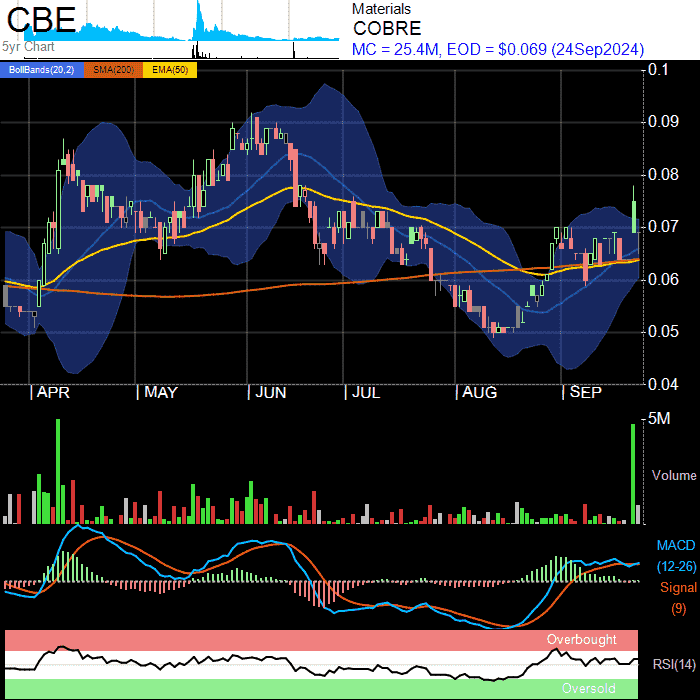 CBE
5yr Chart
Materials
COBRE
MC = 25.4M, EOD = $0.069 (24Sep2024)
BollBands(20,2) SMA(200) EMA(50)
0.1
0.09
0.08
0.07
0.06
0.05
0.04
APR MAY JUN JUL AUG SEP
5M
Volume
MACD
(12-26)
Signal
(9)
Overbought
RSI(14)
Oversold